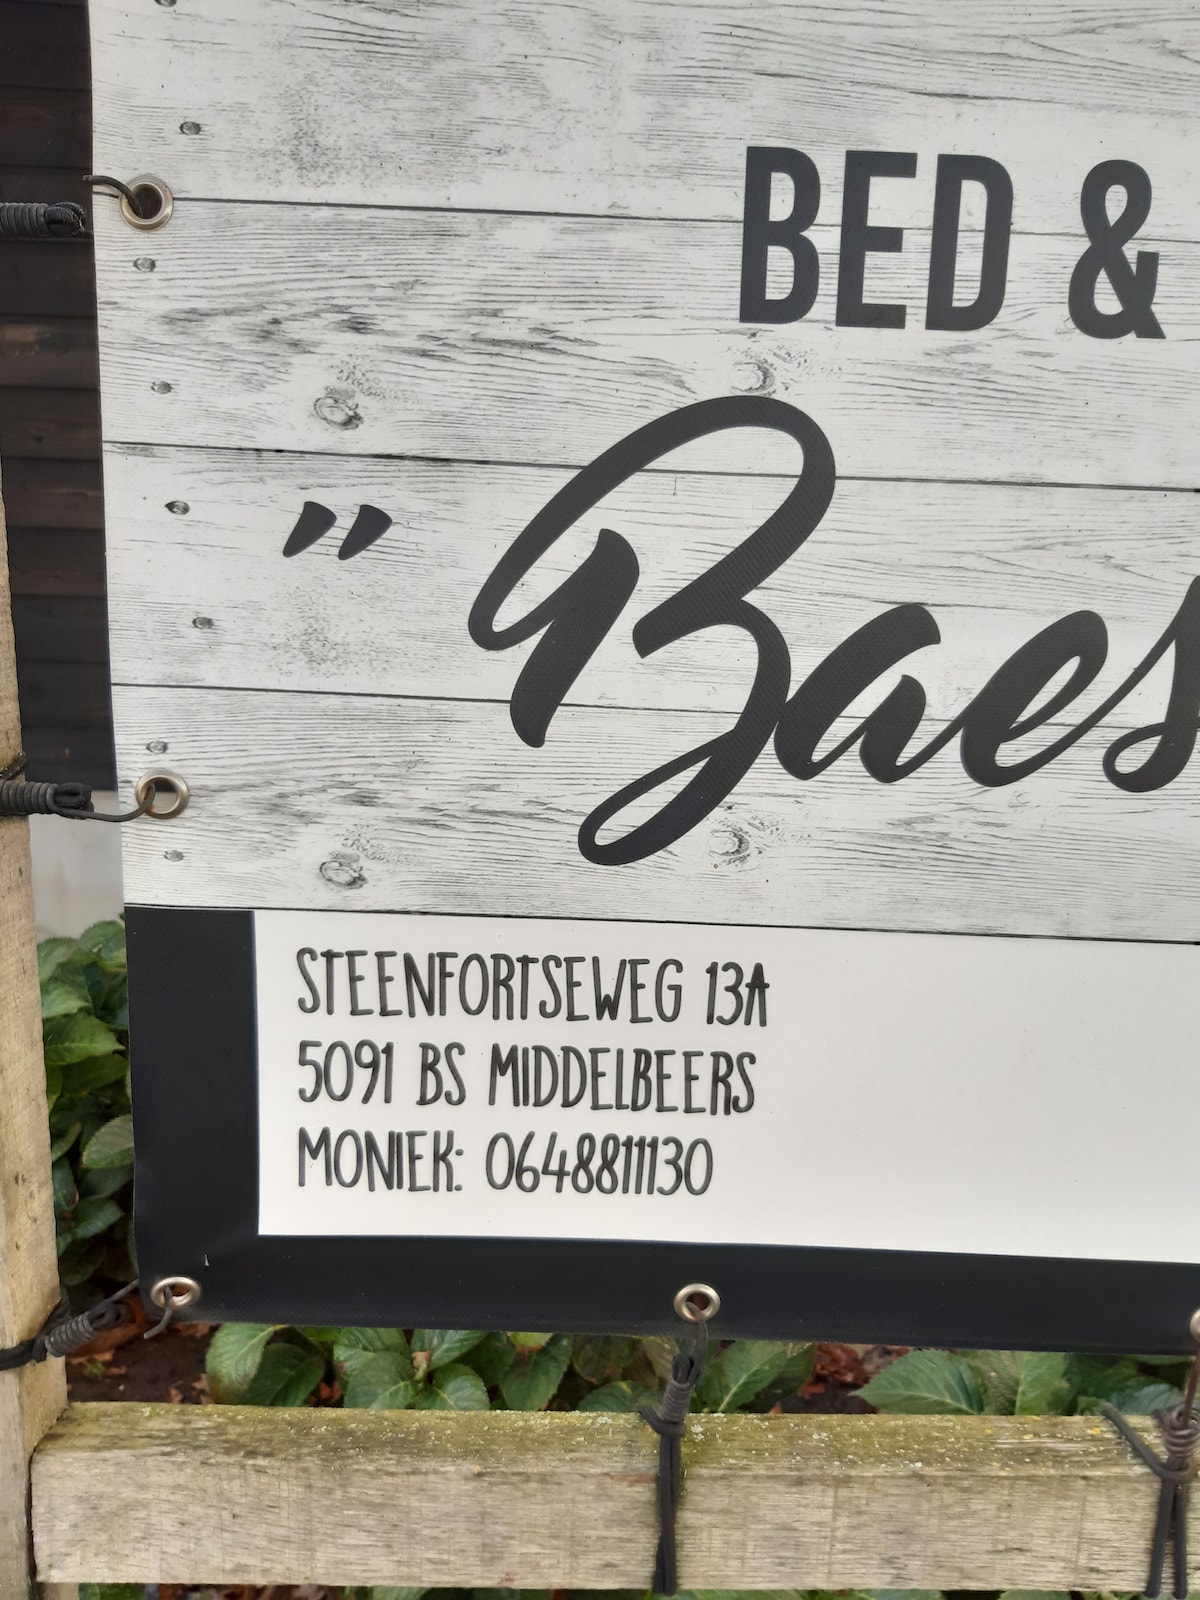 BED &
" Baes
STEENFORTSEWEG 13A
5091 BS MIDDELBEERS
MONIEK: 0648811130